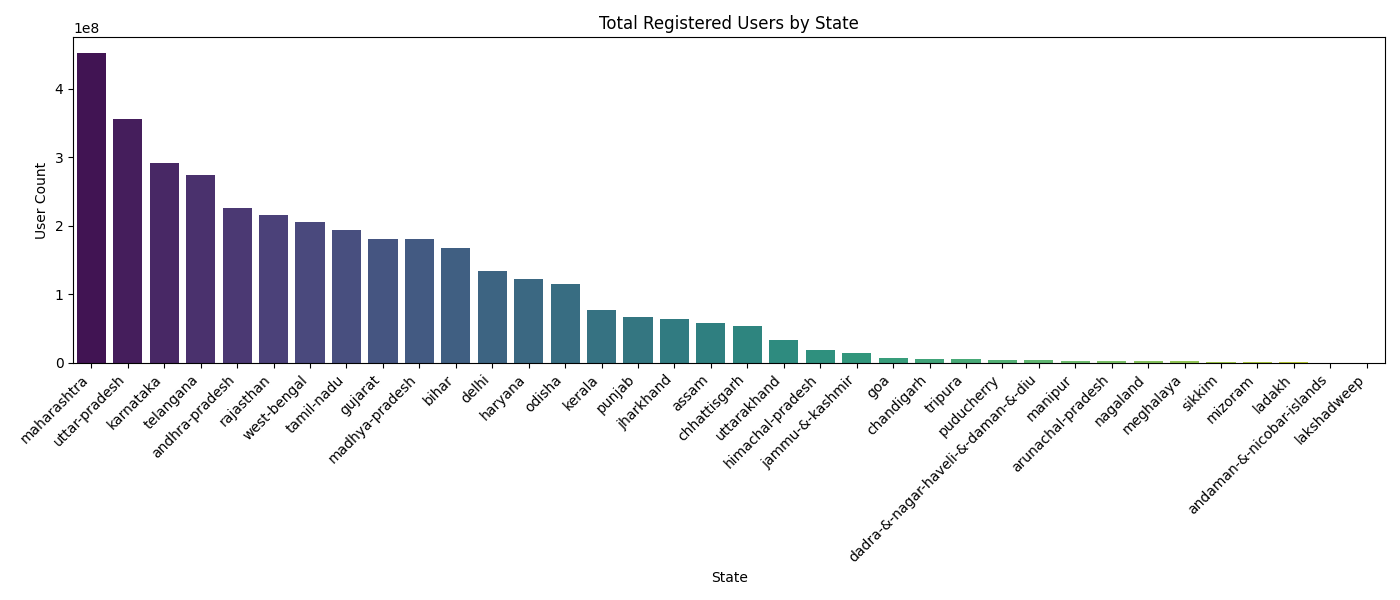 Total Registered Users by State
1e8
4
3
2
1
0
User Count
maharashtra
uttar-pradesh
karnataka
telangana
andhra-pradesh
rajasthan
west-bengal
tamil-nadu
gujarat
madhya-pradesh
bihar
delhi
haryana
odisha
kerala
punjab
jharkhand
assam
chhattisgarh
uttarakhand
himachal-pradesh
jammu-&-kashmir
goa
chandigarh
tripura
puducherry
dadra-&-nagar-haveli-&-daman-&-diu
manipur
arunachal-pradesh
nagaland
meghalaya
sikkim
mizoram
ladakh
andaman-&-nicobar-islands
lakshadweep
State